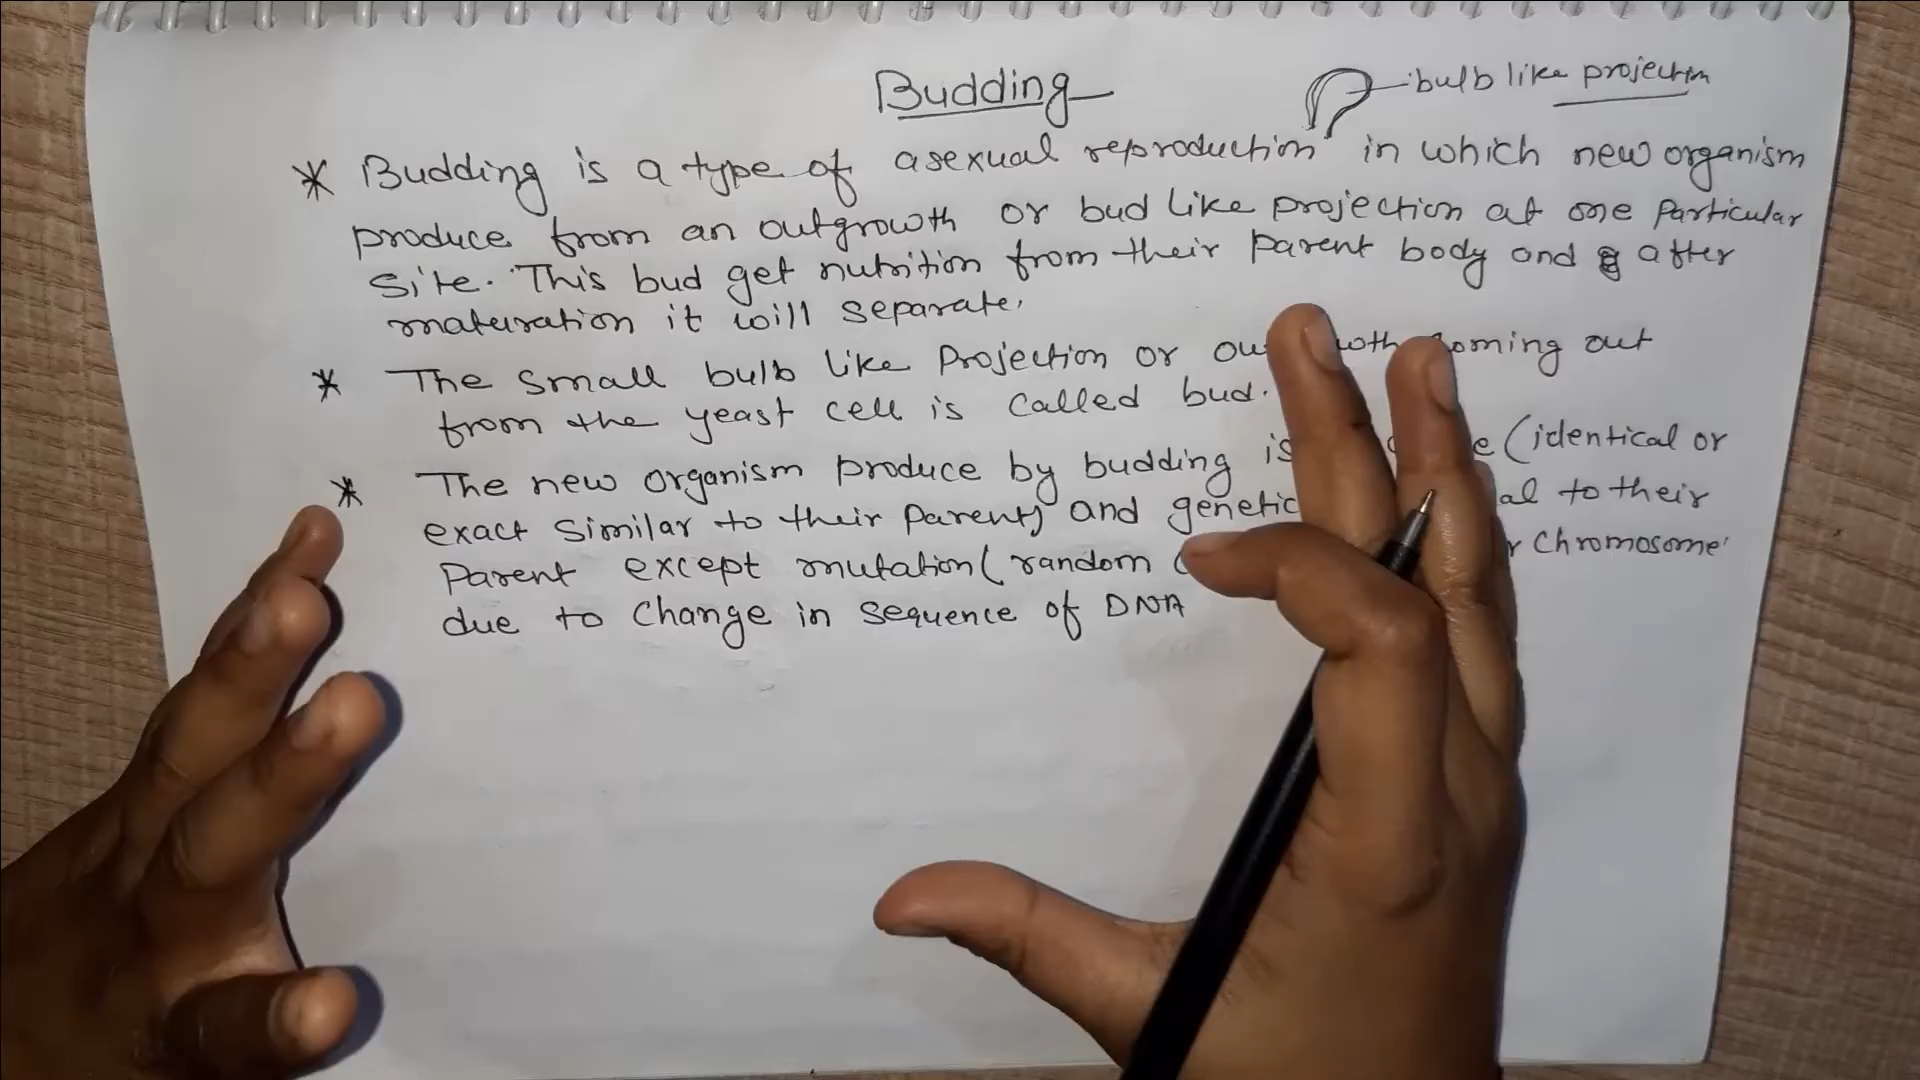 Budding
bulb like projection
* Budding is a type of asexual reproduction in which new organism
produce from an outgrowth or bud like projection at one particular
site. This bud get nutrition from their parent body and after
maturation it will separate.
* The small bulb like projection or coming out
from the yeast cell is called bud.
* The new organism produce by budding is (identical or
exact similar to their parent) and to their
parent except mutation ( random chromosome
due to change in sequence of DNA